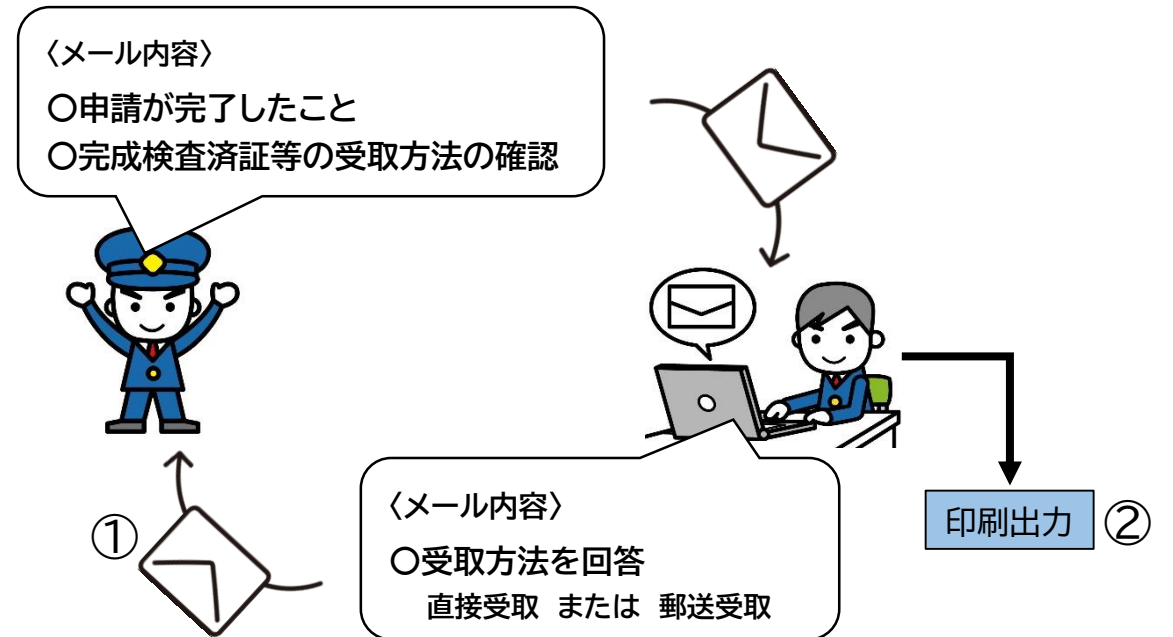 〈メール内容〉
〇申請が完了したこと
〇完成検査済証等の受取方法の確認
①
〈メール内容〉
〇受取方法を回答
直接受取 または 郵送受取
印刷出力 ②